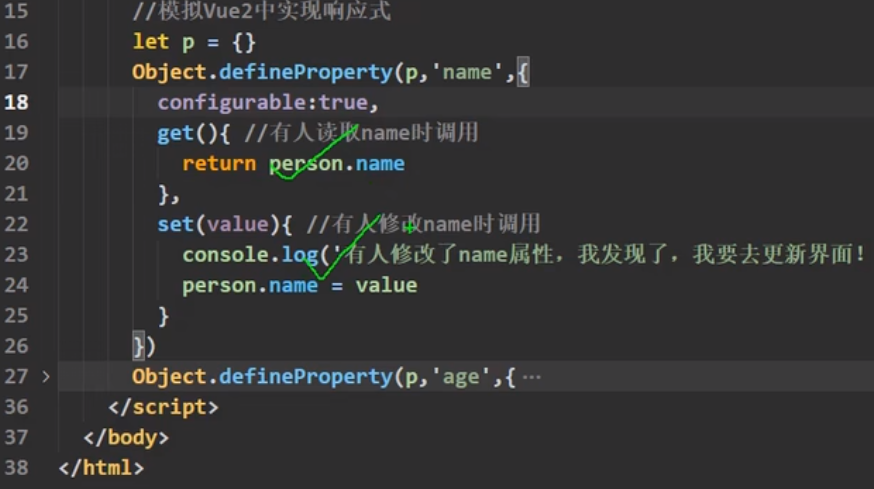 15 //模拟Vue2中实现响应式
16 let p = {}
17 Object.defineProperty(p,'name',{
18 configurable:true,
19 get(){ //有人读取name时调用
20 return person.name
21 },
22 set(value){ //有人修改name时调用
23 console.log('有人修改了name属性，我发现了，我要去更新界面！
24 person.name = value
25 }
26 })
27 Object.defineProperty(p,'age',{ ⋯
36 </script>
37 </body>
38 </html>